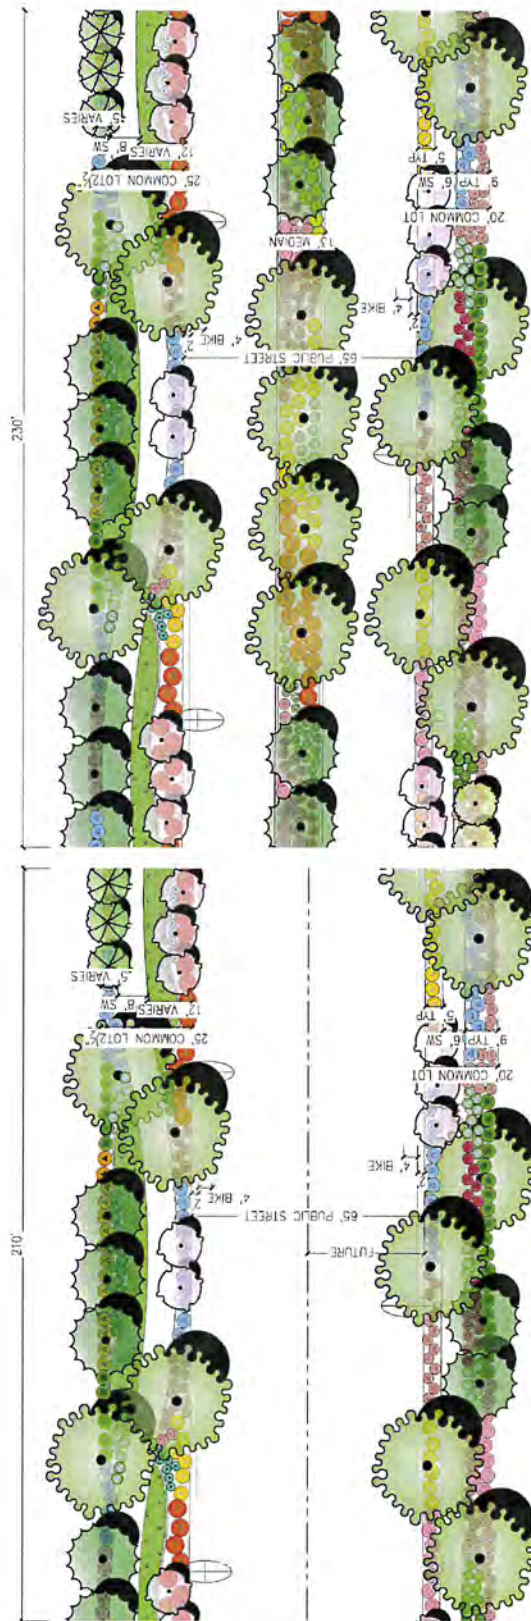 230'
5' VARIES
8' SW
12' VARIES
2½'
25' COMMON LOT
2'
4' BIKE
65' PUBLIC STREET
13' MEDIAN
5' TYP
9' TYP
6' SW
20' COMMON LOT
4' BIKE
2'
210'
5' VARIES
8' SW
12' VARIES
2½'
25' COMMON LOT
2'
4' BIKE
65' PUBLIC STREET
FUTURE
5' TYP
9' TYP
6' SW
20' COMMON LOT
4' BIKE
2'